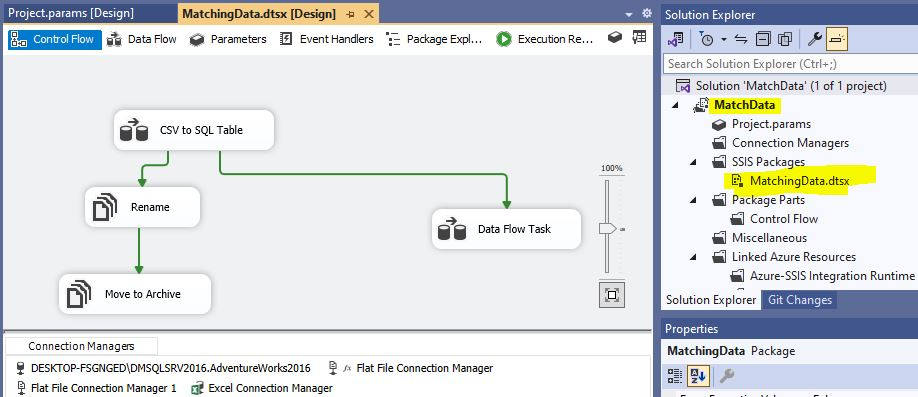 Project.params [Design]
MatchingData.dtsx [Design]
Control Flow
Data Flow
Parameters
Event Handlers
Package Expl...
Execution Re...
CSV to SQL Table
Rename
Data Flow Task
Move to Archive
100%
Connection Managers
DESKTOP-FSGNGED\DMSQLSRV2016.AdventureWorks2016
fx Flat File Connection Manager
Flat File Connection Manager 1
Excel Connection Manager
Solution Explorer
Search Solution Explorer (Ctrl+;)
Solution 'MatchData' (1 of 1 project)
MatchData
Project.params
Connection Managers
SSIS Packages
MatchingData.dtsx
Package Parts
Control Flow
Miscellaneous
Linked Azure Resources
Azure-SSIS Integration Runtime
Solution Explorer
Git Changes
Properties
MatchingData Package